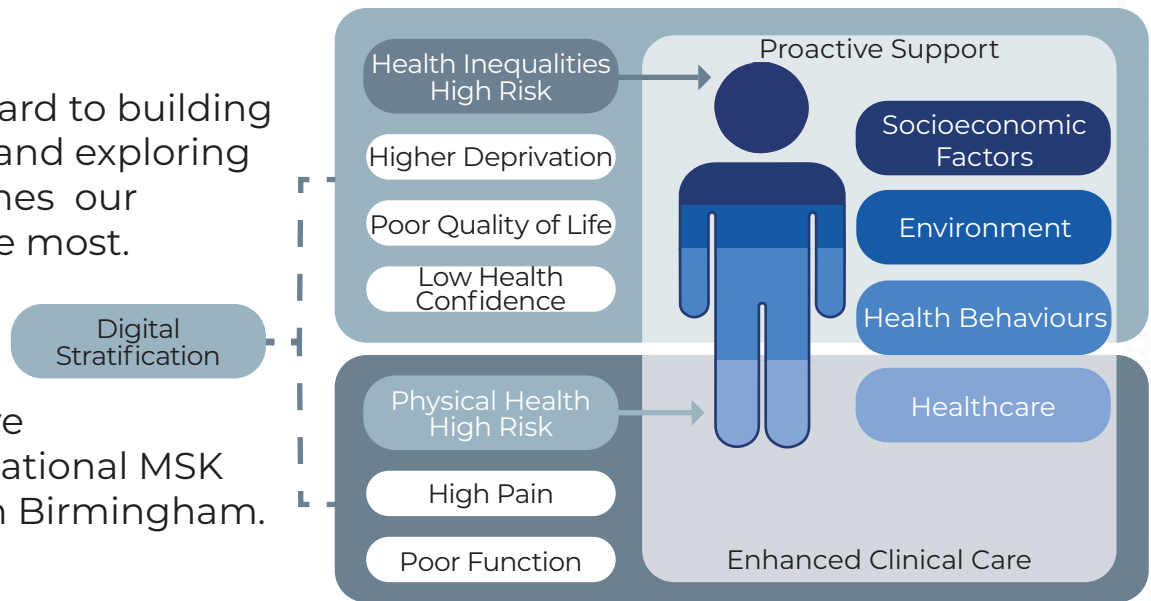 ard to building
and exploring
nes our
e most.
Digital
Stratification
e
ational MSK
n Birmingham.
Health Inequalities
High Risk
Higher Deprivation
Poor Quality of Life
Low Health
Confidence
Physical Health
High Risk
High Pain
Poor Function
Proactive Support
Socioeconomic
Factors
Environment
Health Behaviours
Healthcare
Enhanced Clinical Care